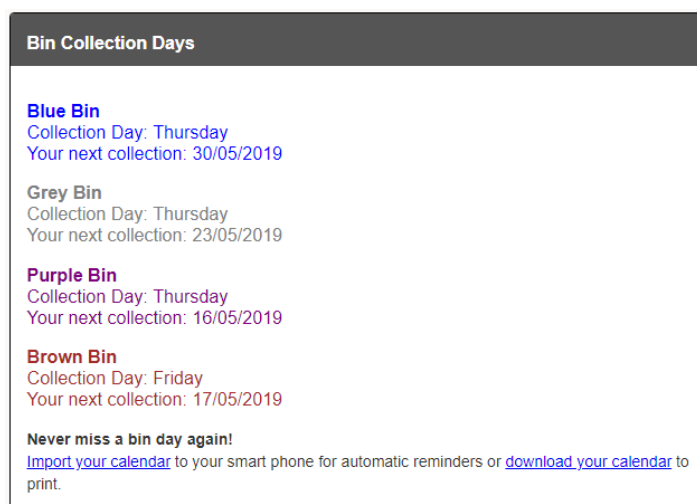 Bin Collection Days
Blue Bin
Collection Day: Thursday
Your next collection: 30/05/2019
Grey Bin
Collection Day: Thursday
Your next collection: 23/05/2019
Purple Bin
Collection Day: Thursday
Your next collection: 16/05/2019
Brown Bin
Collection Day: Friday
Your next collection: 17/05/2019
Never miss a bin day again!
Import your calendar to your smart phone for automatic reminders or download your calendar to
print.